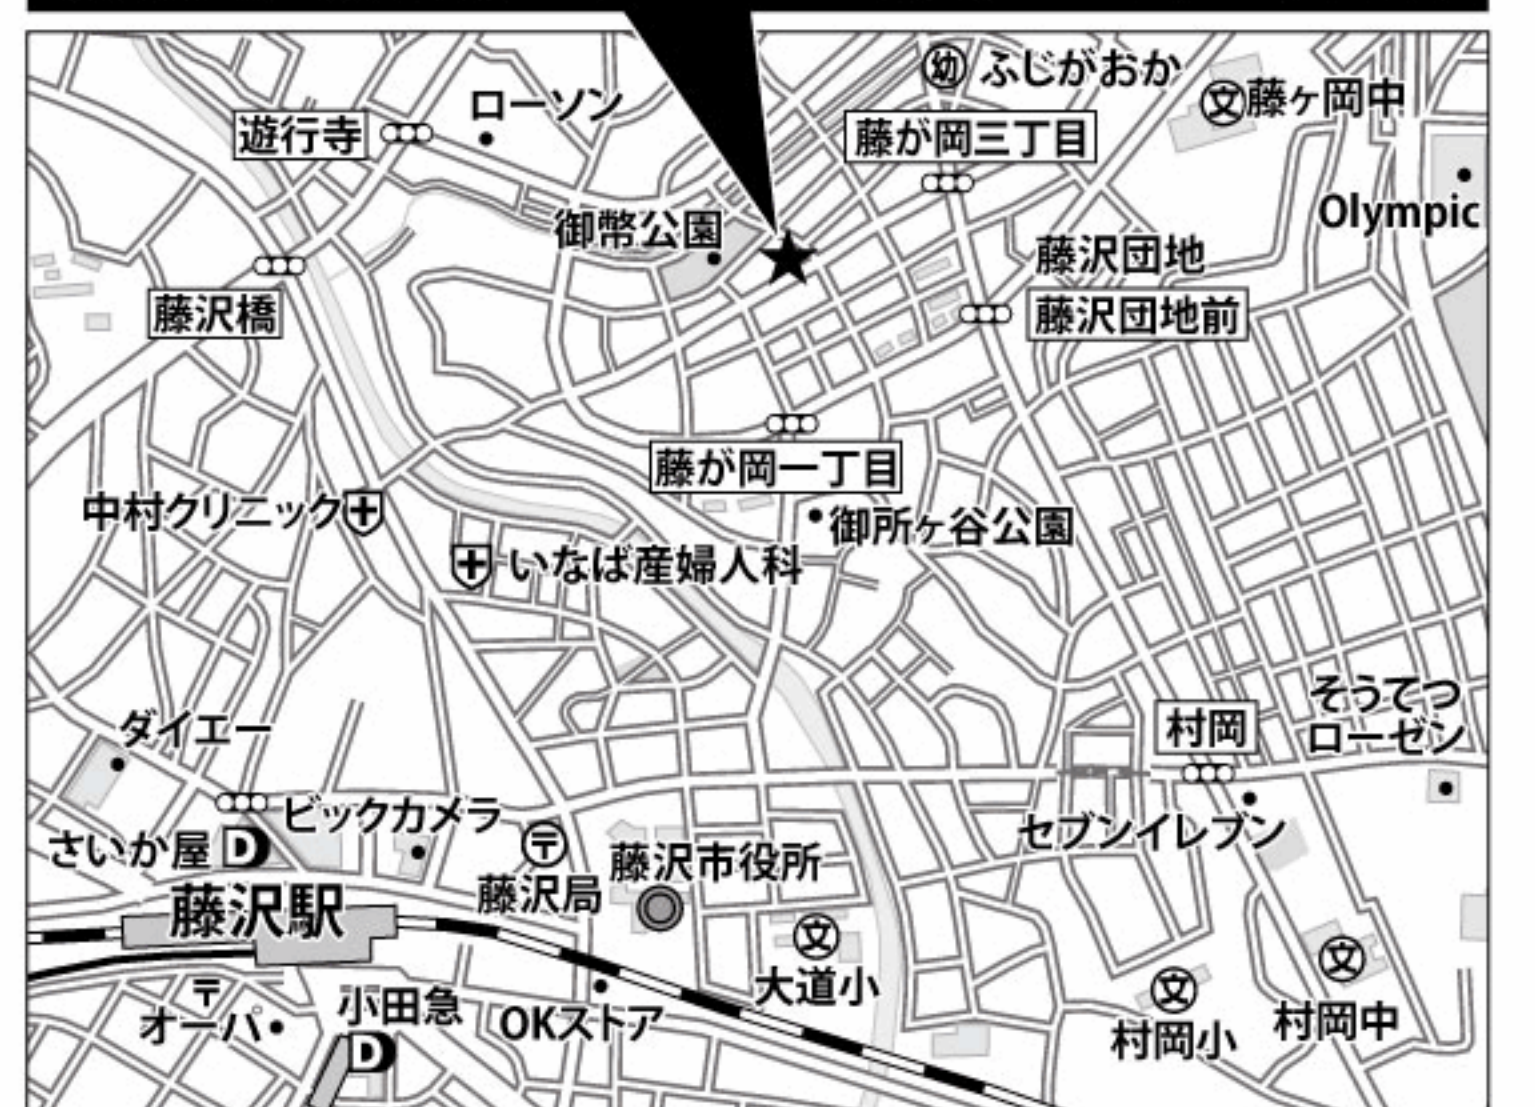 幼 ふじがおか
文 藤ヶ岡中
ローソン
遊行寺
藤が岡三丁目
Olympic
御幣公園
藤沢団地
藤沢橋
藤沢団地前
藤が岡一丁目
中村クリニック
御所ヶ谷公園
いなば産婦人科
そうてつ
ローゼン
村岡
ダイエー
ビックカメラ
セブンイレブン
さいか屋 D
〒
藤沢市役所
藤沢局
藤沢駅
文
大道小
文
文
〒
小田急
オーパ
OKストア
村岡中
村岡小
D